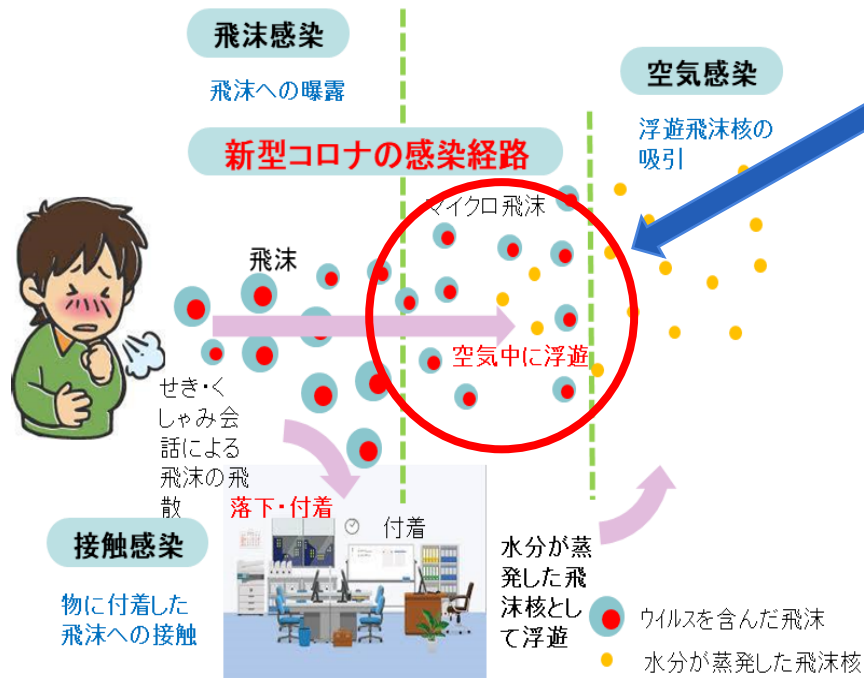 飛沫感染
飛沫への曝露
空気感染
浮遊飛沫核の
吸引
新型コロナの感染経路
マイクロ飛沫
飛沫
空気中に浮遊
せき・く
しゃみ会
話による
飛沫の飛
散
落下・付着
付着
接触感染
物に付着した
飛沫への接触
水分が蒸
発した飛
沫核とし
て浮遊
ウイルスを含んだ飛沫
水分が蒸発した飛沫核